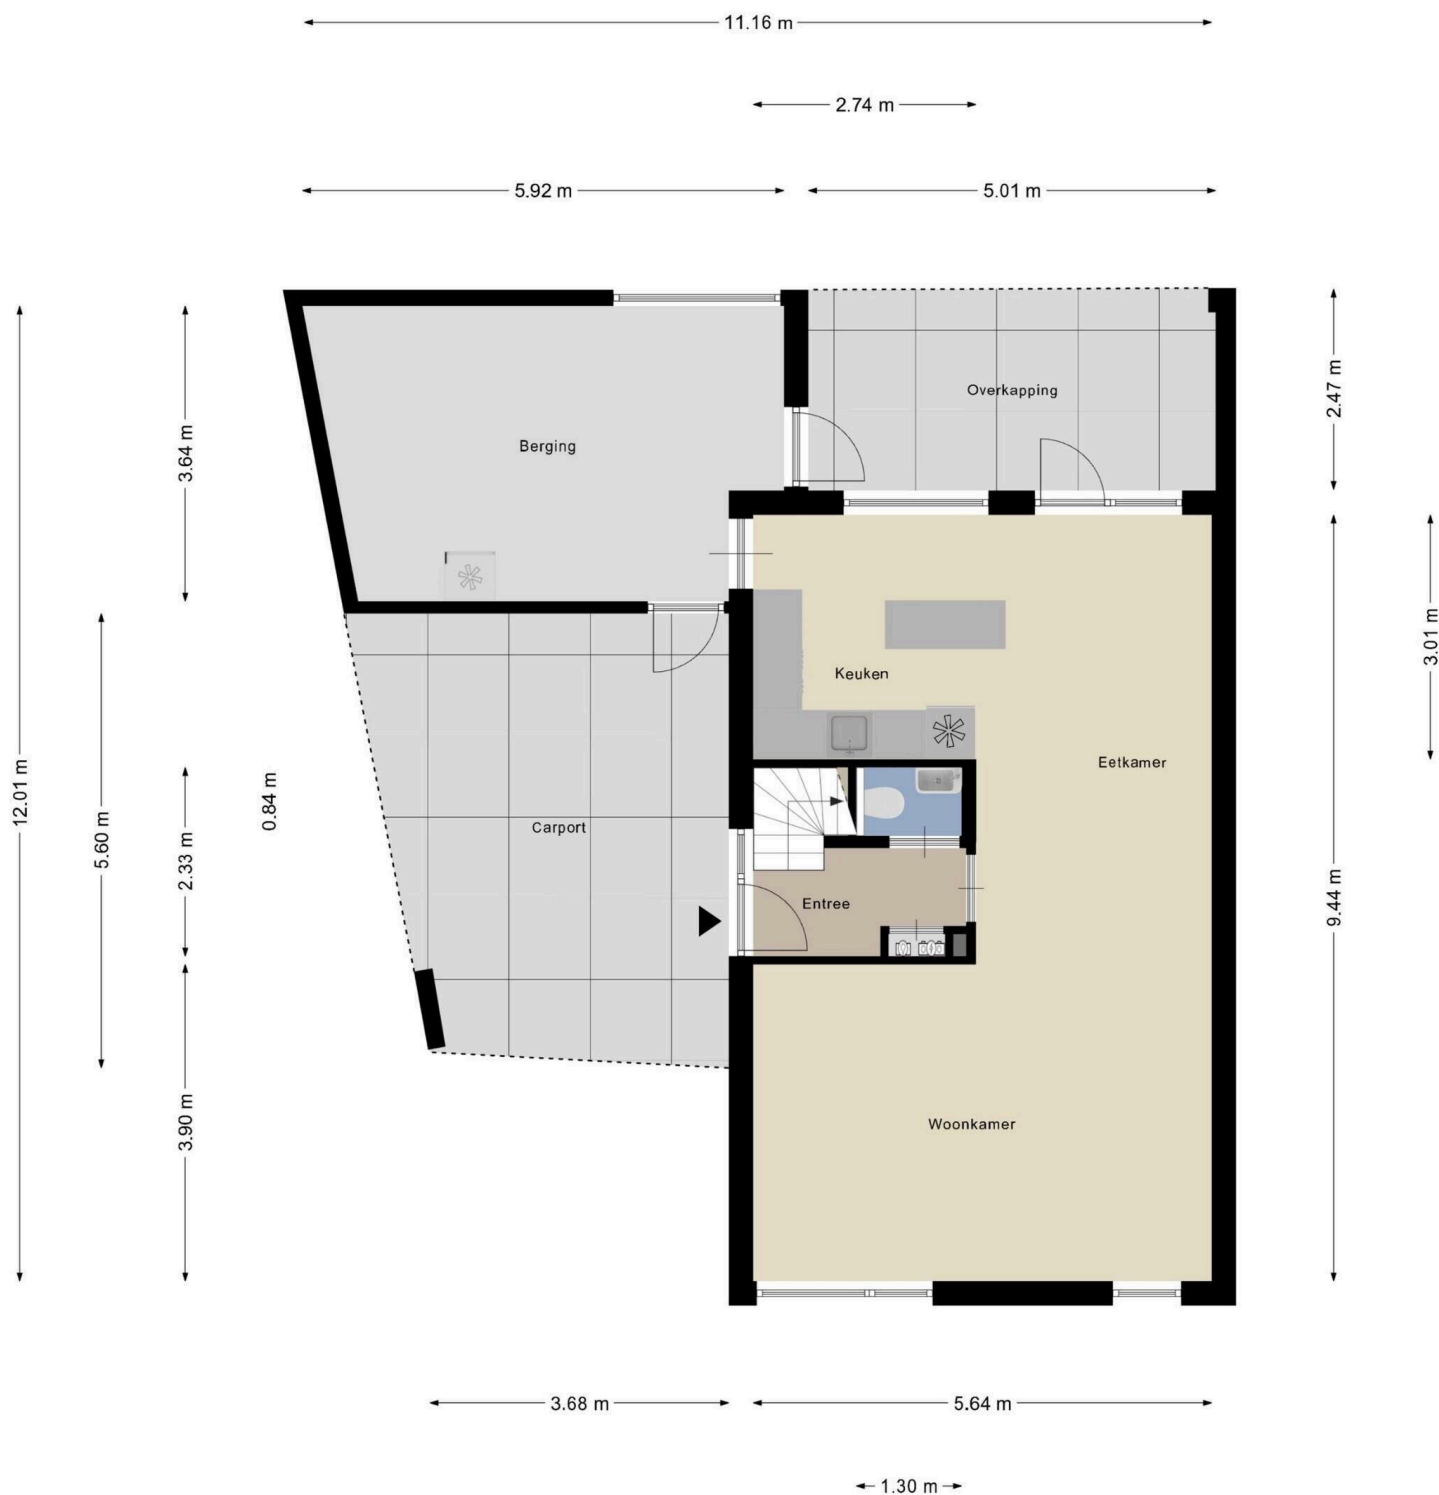 11.16 m
2.74 m
5.92 m
5.01 m
2.47 m
Overkapping
3.64 m
Berging
3.01 m
Keuken
Eetkamer
12.01 m
0.84 m
5.60 m
Carport
2.33 m
Entree
9.44 m
3.90 m
Woonkamer
3.68 m
5.64 m
1.30 m